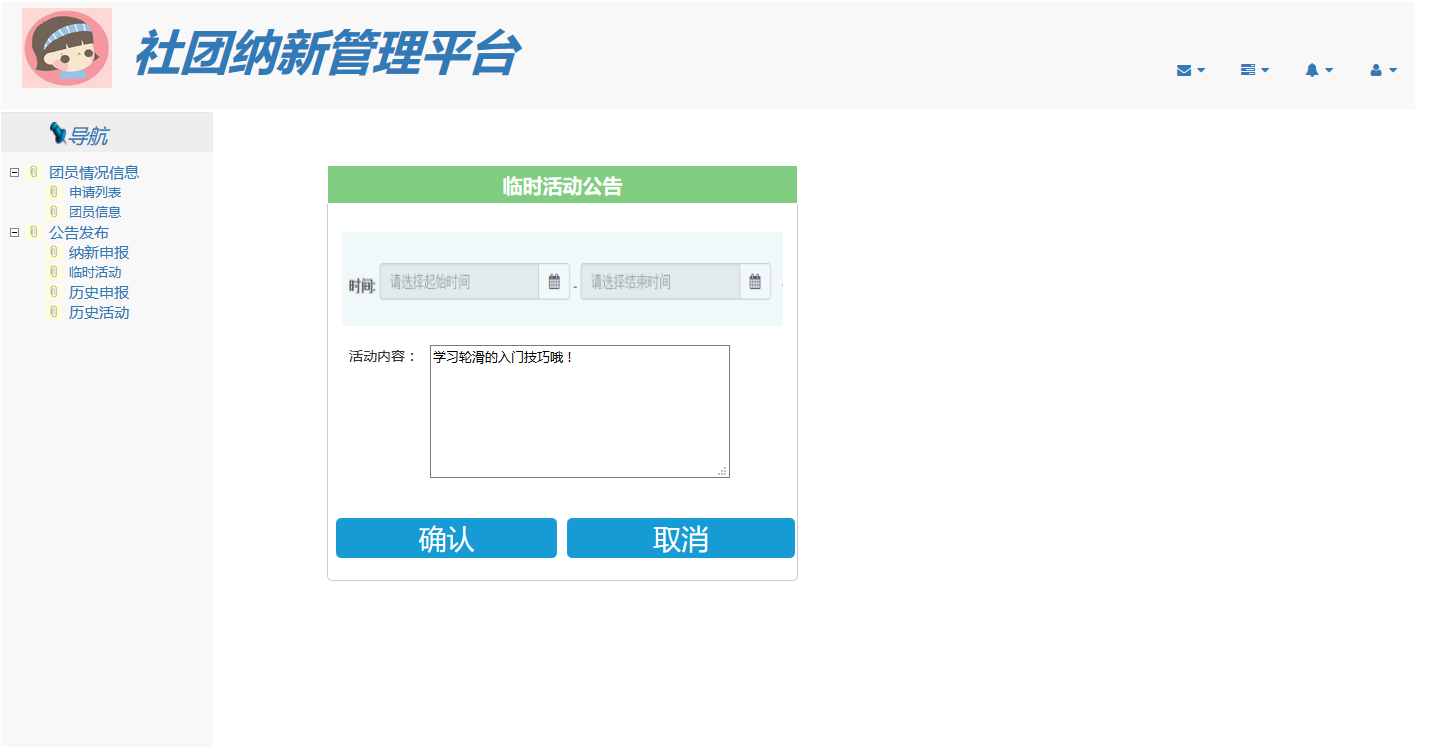 社团纳新管理平台
导航
团员情况信息
申请列表
团员信息
公告发布
纳新申报
临时活动
历史申报
历史活动
临时活动公告
时间: 请选择起始时间 - 请选择结束时间
活动内容： 学习轮滑的入门技巧哦！
确认 取消